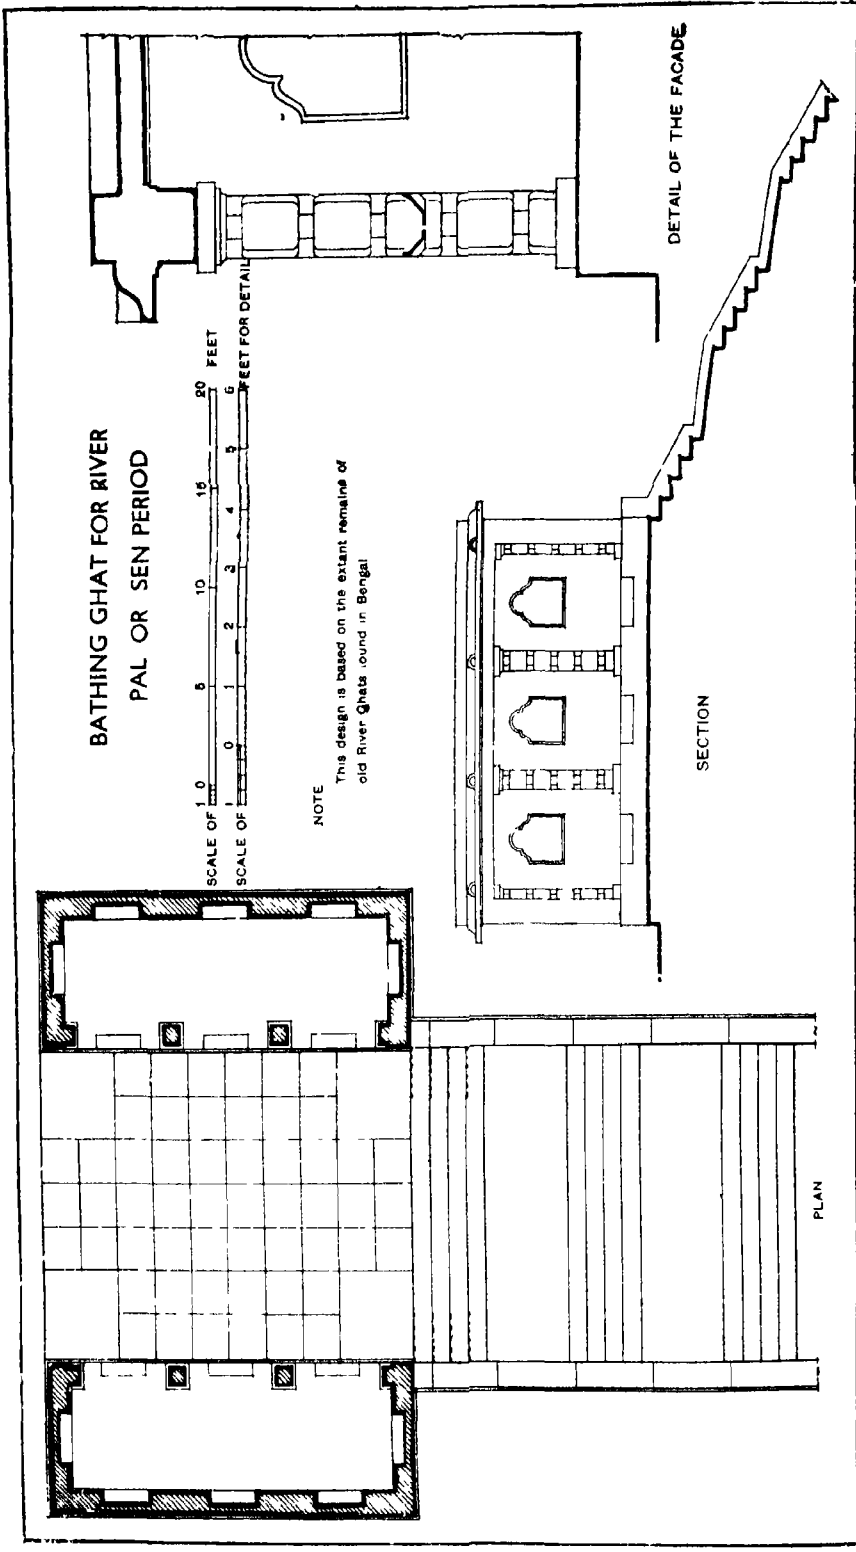 BATHING GHAT FOR RIVER
PAL OR SEN PERIOD
SCALE OF 1 0 5 10 15 20 FEET
SCALE OF 1 0 1 2 3 4 5 6 FEET FOR DETAIL
NOTE
This design is based on the extant remains of
old River Ghats ound in Bengal
DETAIL OF THE FACADE
SECTION
PLAN